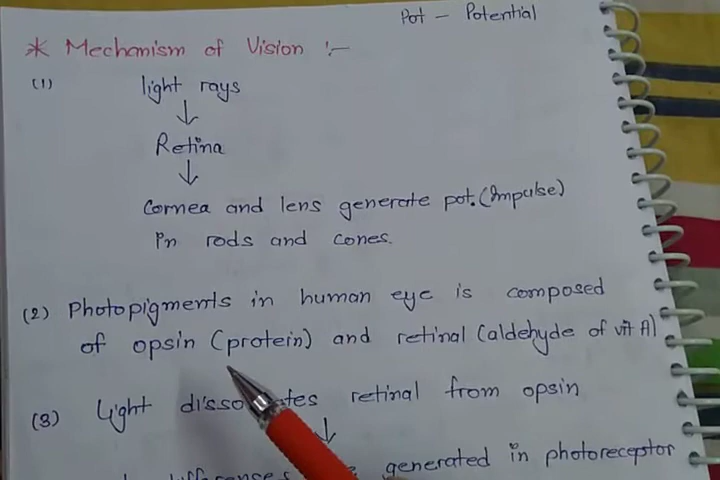 Pot - Potential
* Mechanism of Vision :-
(1) light rays
↓
Retina
↓
Cornea and lens generate pot. (Impulse)
in rods and cones.
(2) Photopigments in human eye is composed
of opsin (protein) and retinal (aldehyde of vit A)
(3) Light retinal from opsin
↓
generated in photoreceptor